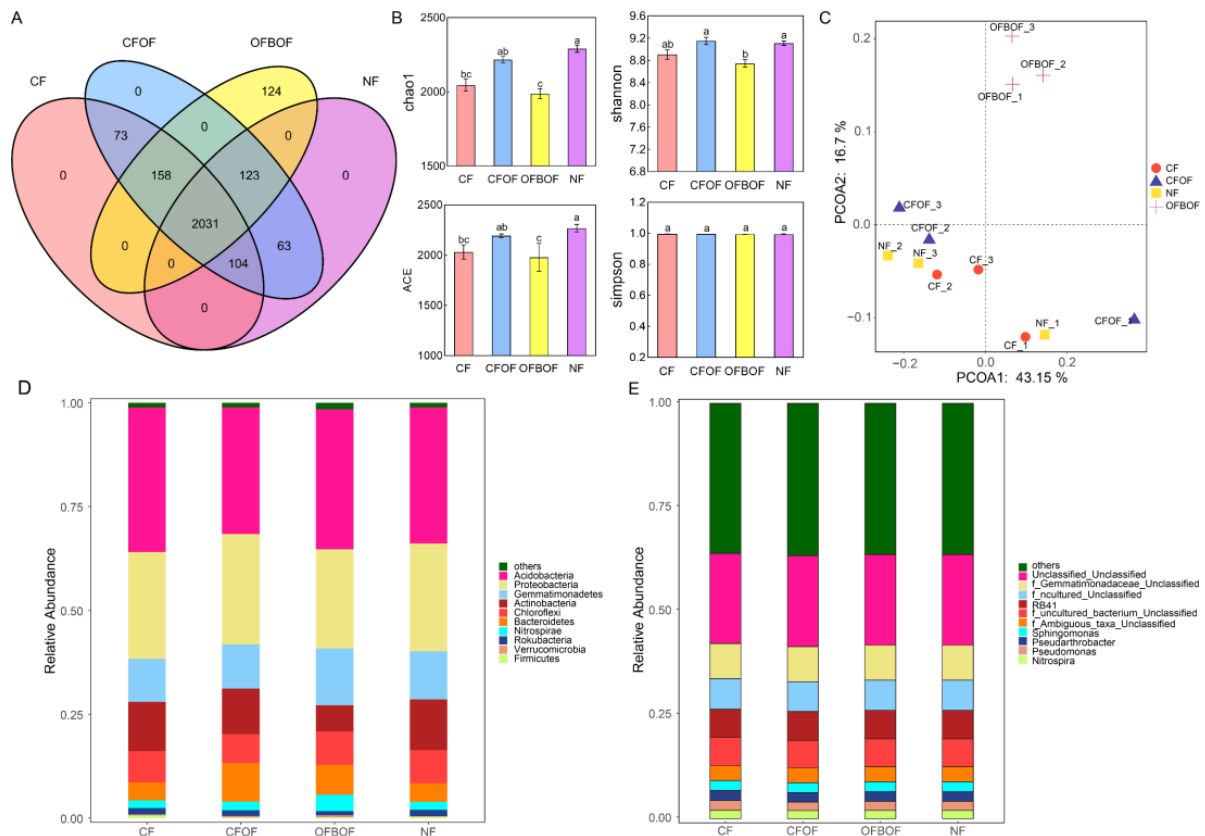 A
CFOF
OFBOF
CF
NF
0
124
73
0
0
0
158
123
0
2031
0
63
0
104
0
B
2500
2000
1500
chao1
bc
ab
c
a
CF
CFOF
OFBOF
NF
9.6
9.2
8.8
8.4
8.0
7.6
7.2
6.8
shannon
ab
a
b
a
CF
CFOF
OFBOF
NF
2500
2000
1500
1000
ACE
bc
ab
c
a
CF
CFOF
OFBOF
NF
1.2
1.0
0.8
0.6
0.4
0.2
simpson
a
a
a
a
CF
CFOF
OFBOF
NF
C
0.2
0.1
0.0
−0.1
PCOA2: 16.7 %
OFBOF_3
OFBOF_2
OFBOF_1
CFOF_3
CFOF_2
NF_2
NF_3
CF_3
CF_2
NF_1
CF_1
−0.2
0.0
0.2
PCOA1: 43.15 %
CF
CFOF
NF
OFBOF
D
1.00
0.75
0.50
0.25
0.00
Relative Abundance
CF
CFOF
OFBOF
NF
others
Acidobacteria
Proteobacteria
Gemmatimonadetes
Actinobacteria
Chloroflexi
Bacteroidetes
Nitrospirae
Rokubacteria
Verrucomicrobia
Firmicutes
E
1.00
0.75
0.50
0.25
0.00
Relative Abundance
CF
CFOF
OFBOF
NF
others
Unclassified_Unclassified
f_Gemmatimonadaceae_Unclassified
f_ncultured_Unclassified
RB41
f_uncultured_bacterium_Unclassified
f_Ambiguous_taxa_Unclassified
Sphingomonas
Pseudarthrobacter
Pseudomonas
Nitrospira